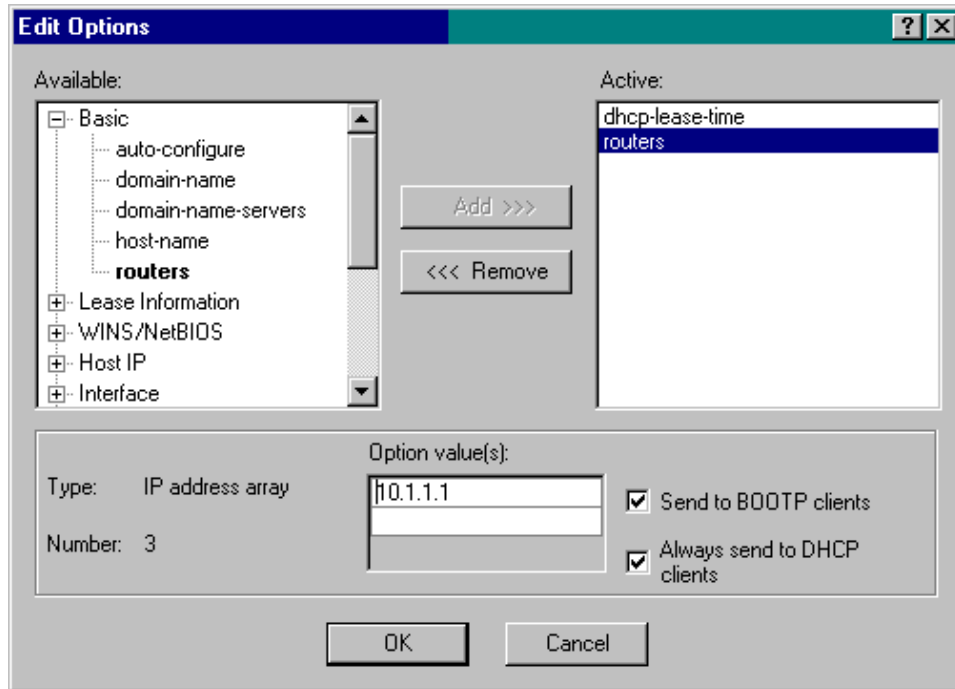 Edit Options
Available:
Basic
auto-configure
domain-name
domain-name-servers
host-name
routers
Lease Information
WINS/NetBIOS
Host IP
Interface
Add >>>
<<< Remove
Active:
dhcp-lease-time
routers
Type: IP address array
Number: 3
Option value(s):
10.1.1.1
Send to BOOTP clients
Always send to DHCP
clients
OK
Cancel